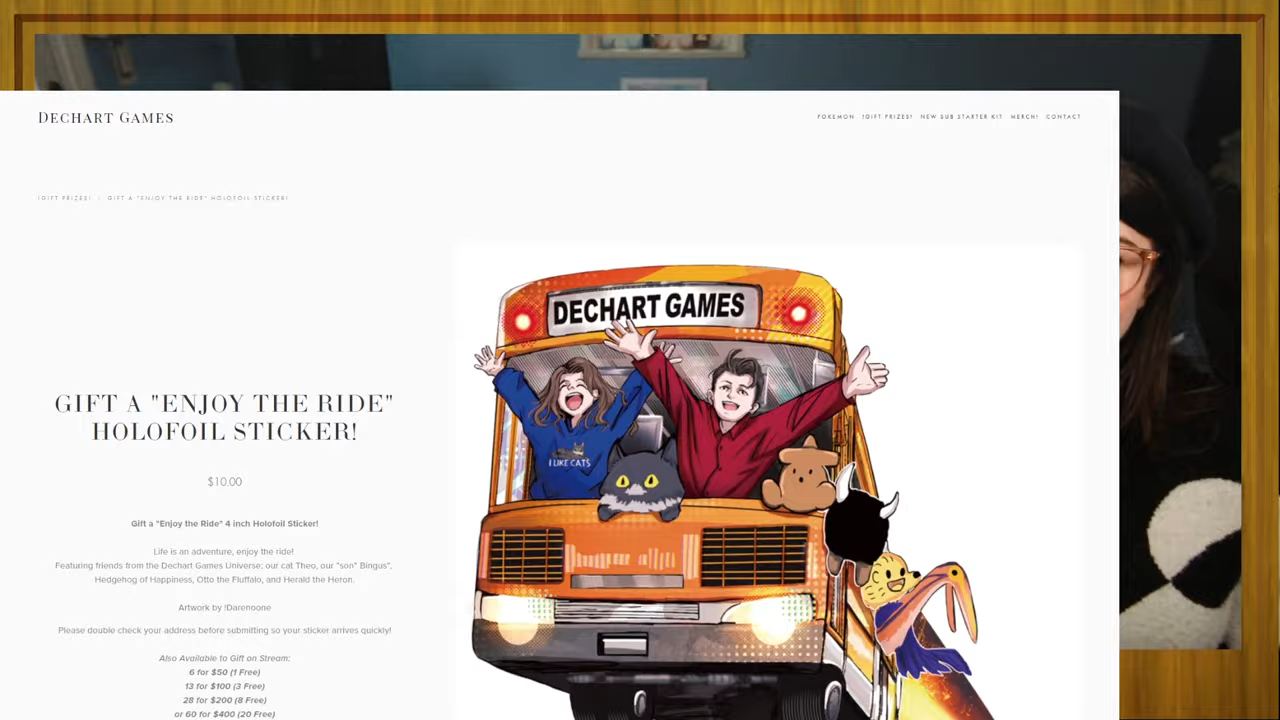 DECHART GAMES
POKEMON !GIFT PRIZES! NEW SUB STARTER KIT MERCH! CONTACT
!GIFT PRIZES! | GIFT A "ENJOY THE RIDE" HOLOFOIL STICKER!
DECHART GAMES
I LIKE CATS
GIFT A "ENJOY THE RIDE"
HOLOFOIL STICKER!
$10.00
Gift a "Enjoy the Ride" 4 inch Holofoil Sticker!
Life is an adventure, enjoy the ride!
Featuring friends from the Dechart Games Universe: our cat Theo, our "son" Bingus",
Hedgehog of Happiness, Otto the Fluffalo, and Herald the Heron.
Artwork by !Darenoone
Please double check your address before submitting so your sticker arrives quickly!
Also Available to Gift on Stream:
6 for $50 (1 Free)
13 for $100 (3 Free)
28 for $200 (8 Free)
or 60 for $400 (20 Free)